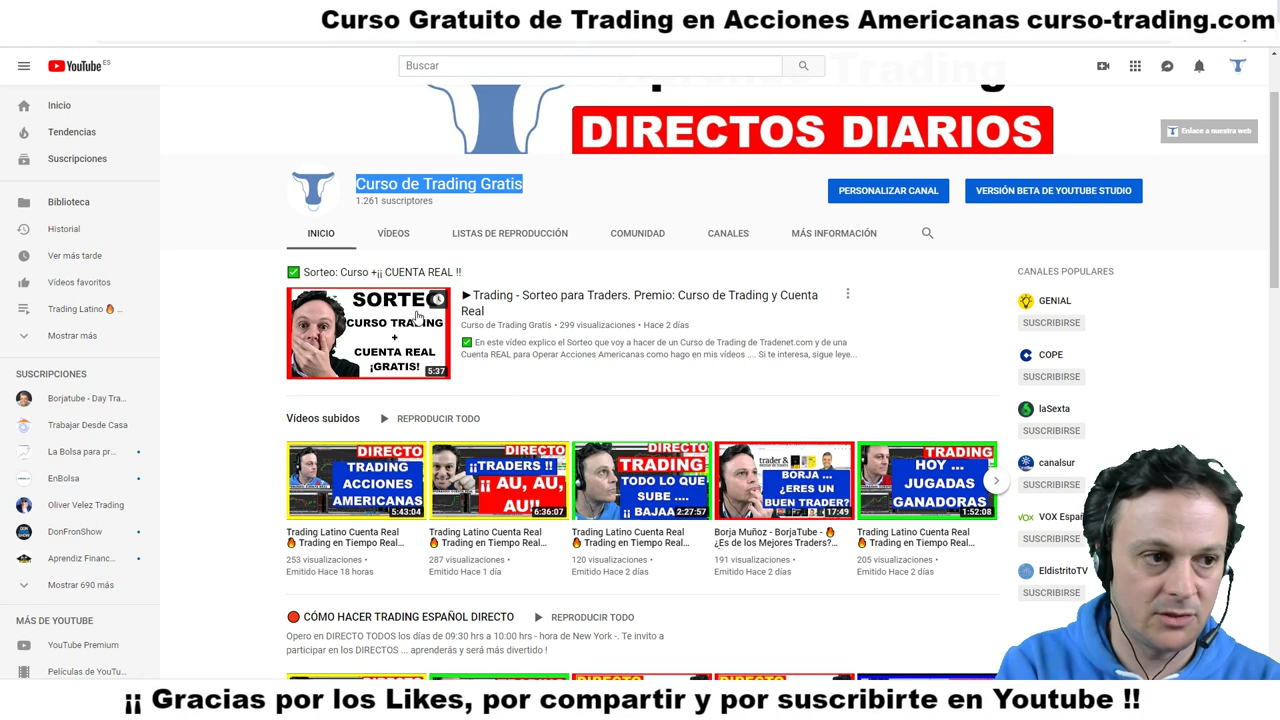 Curso Gratuito de Trading en Acciones Americanas curso-trading.com
YouTube ES
Buscar
Trading
DIRECTOS DIARIOS
Enlace a nuestra web
Inicio
Tendencias
Suscripciones
Biblioteca
Historial
Ver más tarde
Vídeos favoritos
Trading Latino 🔥 ...
Mostrar más
SUSCRIPCIONES
Borjatube - Day Tra...
Trabajar Desde Casa
La Bolsa para pr...
EnBolsa
Oliver Velez Trading
DonFronShow
Aprendiz Financ...
Mostrar 690 más
MÁS DE YOUTUBE
YouTube Premium
Películas de YouTu...
Curso de Trading Gratis
1.261 suscriptores
PERSONALIZAR CANAL
VERSIÓN BETA DE YOUTUBE STUDIO
INICIO
VÍDEOS
LISTAS DE REPRODUCCIÓN
COMUNIDAD
CANALES
MÁS INFORMACIÓN
✅ Sorteo: Curso +¡¡ CUENTA REAL !!
SORTEO
CURSO TRADING
+
CUENTA REAL
¡GRATIS!
5:37
►Trading - Sorteo para Traders. Premio: Curso de Trading y Cuenta
Real
Curso de Trading Gratis • 299 visualizaciones • Hace 2 días
✅ En este vídeo explico el Sorteo que voy a hacer de un Curso de Trading de Tradenet.com y de una
Cuenta REAL para Operar Acciones Americanas como hago en mis vídeos .... Si te interesa, sigue leye...
Vídeos subidos
REPRODUCIR TODO
DIRECTO
TRADING
ACCIONES
AMERICANAS
5:43:04
Trading Latino Cuenta Real
🔥 Trading en Tiempo Real...
253 visualizaciones •
Emitido Hace 18 horas
DIRECTO
¡¡TRADERS !!
¡¡ AU, AU,
AU!!
6:36:07
Trading Latino Cuenta Real
🔥 Trading en Tiempo Real...
287 visualizaciones •
Emitido Hace 1 día
DIRECTO
TRADING
TODO LO QUE
SUBE ....
¡¡ BAJA
2:27:57
Trading Latino Cuenta Real
🔥 Trading en Tiempo Real...
120 visualizaciones •
Emitido Hace 2 días
trader &
BORJA ...
¿ERES UN
BUEN TRADER?
17:49
Borja Muñoz - BorjaTube - 🔥
¿Es de los Mejores Traders?...
191 visualizaciones •
Emitido Hace 2 días
TRADING
HOY ...
JUGADAS
GANADORAS
1:52:08
Trading Latino Cuenta Real
🔥 Trading en Tiempo Real...
205 visualizaciones •
Emitido Hace 2 días
🔴 CÓMO HACER TRADING ESPAÑOL DIRECTO
REPRODUCIR TODO
Opero en DIRECTO TODOS los días de 09:30 hrs a 10:00 hrs - hora de New York -. Te invito a
participar en los DIRECTOS ... aprenderás y será más divertido !
CANALES POPULARES
GENIAL
SUSCRIBIRSE
COPE
SUSCRIBIRSE
laSexta
SUSCRIBIRSE
canalsur
SUSCRIBIRSE
VOX Españ
SUSCRIBIRSE
EldistritoTV
SUSCRIBIRSE
¡¡ Gracias por los Likes, por compartir y por suscribirte en Youtube !!